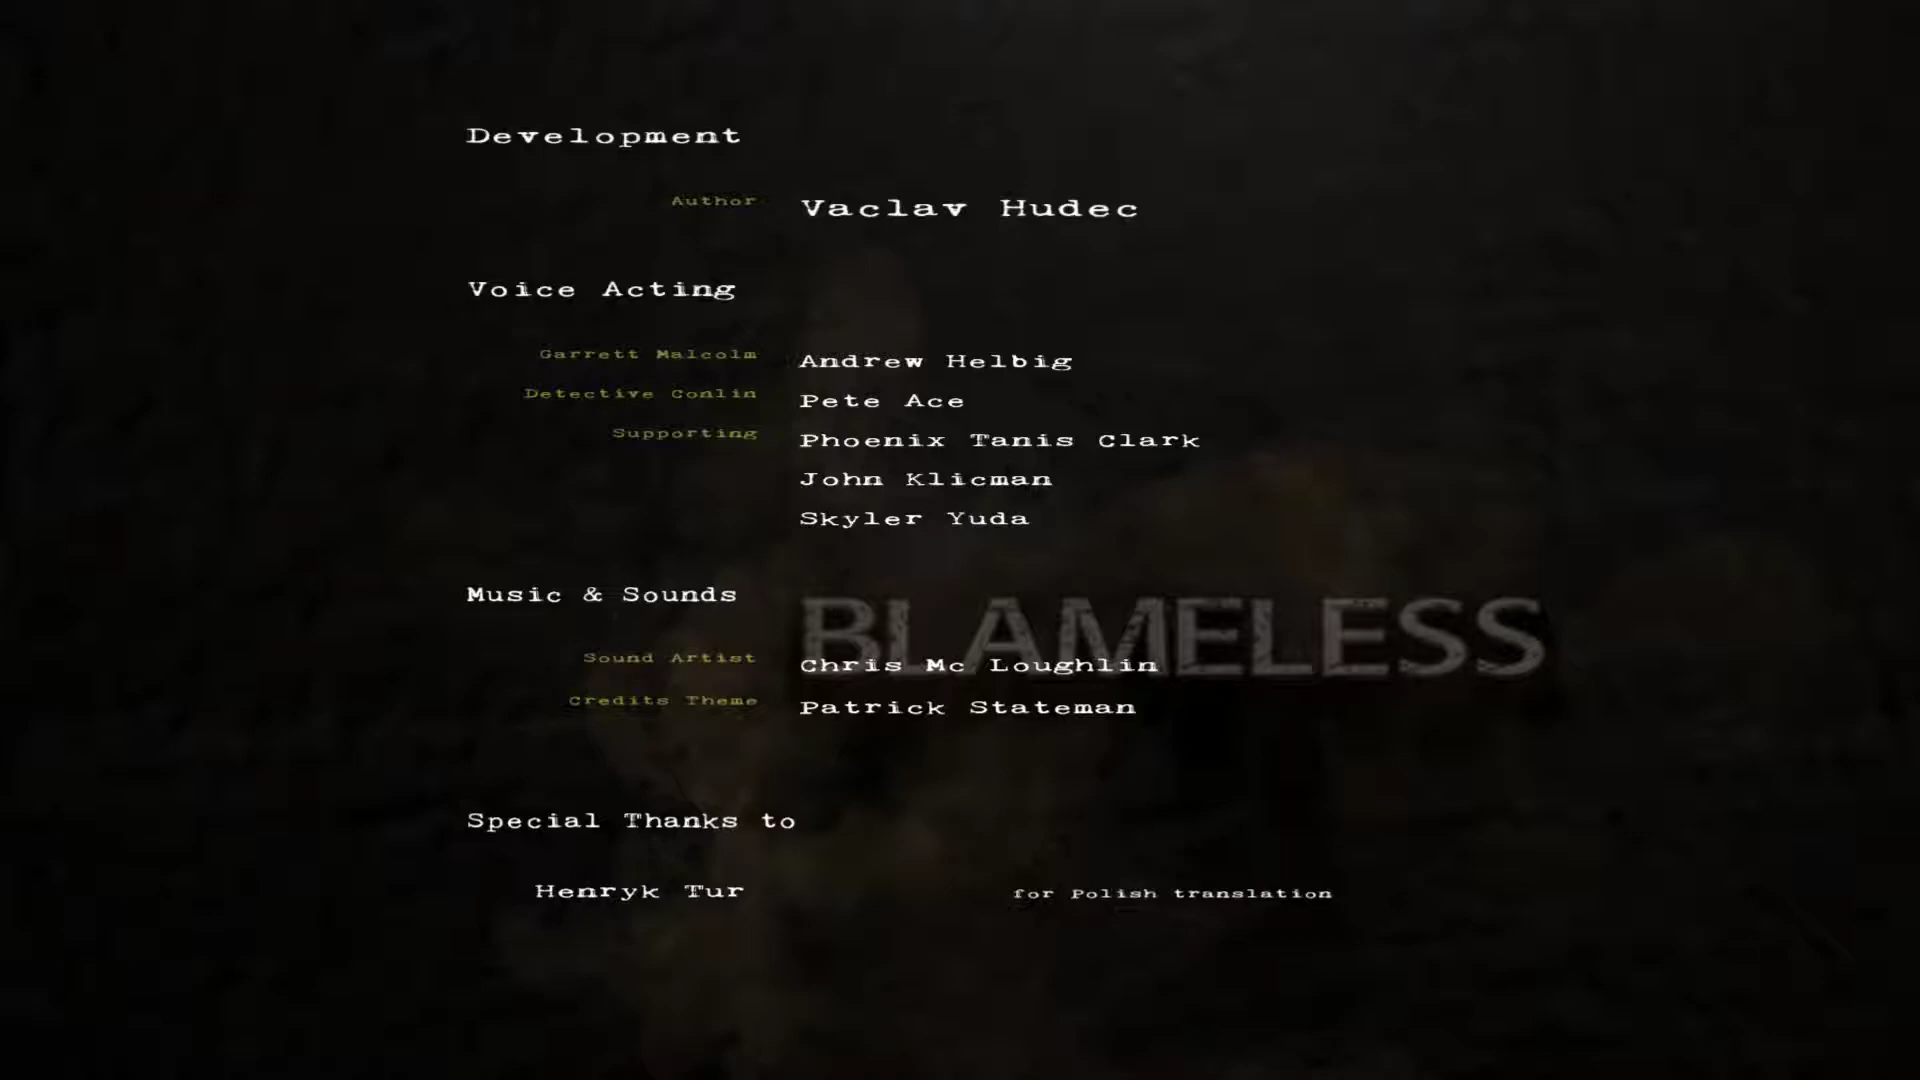 Development
Author Vaclav Hudec
Voice Acting
Garrett Malcolm Andrew Helbig
Detective Conlin Pete Ace
Supporting Phoenix Tanis Clark
John Klicman
Skyler Yuda
Music & Sounds
BLAMELESS
Sound Artist Chris Mc Loughlin
Credits Theme Patrick Stateman
Special Thanks to
Henryk Tur for Polish translation